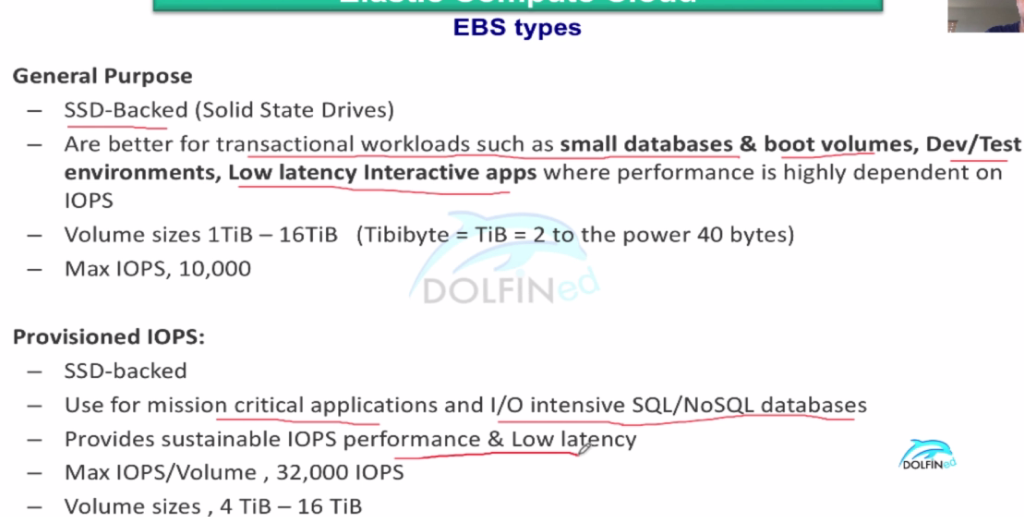 Elastic Compute Cloud
EBS types
General Purpose
– SSD-Backed (Solid State Drives)
– Are better for transactional workloads such as small databases & boot volumes, Dev/Test
environments, Low latency Interactive apps where performance is highly dependent on
IOPS
– Volume sizes 1TiB – 16TiB (Tibibyte = TiB = 2 to the power 40 bytes)
– Max IOPS, 10,000
DOLFINed
Provisioned IOPS:
– SSD-backed
– Use for mission critical applications and I/O intensive SQL/NoSQL databases
– Provides sustainable IOPS performance & Low latency
DOLFINed
– Max IOPS/Volume , 32,000 IOPS
– Volume sizes , 4 TiB – 16 TiB